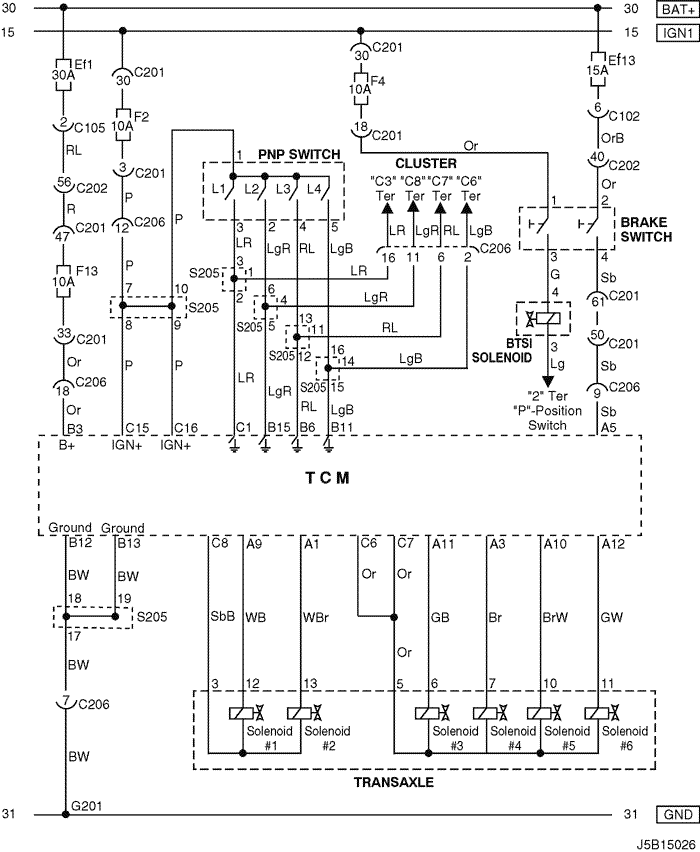 30 30 BAT+
15 15 IGN1
Ef1
30A
C201
30
C201
30
Ef13
15A
F4
10A
F2
10A
2
C105
18
C201
6
C102
RL
1
Or
OrB
PNP SWITCH
CLUSTER
40
C202
3
C201
L1 L2 L3 L4
"C3" "C8" "C7" "C6"
Ter Ter Ter Ter
56
C202
Or
R
P
P
1 2
BRAKE
SWITCH
C201
47
12
C206
3 2 4 5
LR LgR RL LgB
LR LgR RL LgB
C206
16 11 6 2
3 4
F13
10A
P
S205
3
1
2
LR
G
Sb
7 10
S205
8 9
6
4
5
S205
LgR
4
61
C201
13
11
12
S205
RL
BTSI
SOLENOID
3
33
C201
50
C201
Or
P
P
LR
LgR
16
14
15
S205
LgB
Lg
Sb
18
C206
"2" Ter
"P"-Position
Switch
9
C206
Or
RL
LgB
Sb
B3 C15 C16 C1 B15 B6 B11 A5
B+ IGN+ IGN+
TCM
Ground Ground
B12 B13 C8 A9 A1 C6 C7 A11 A3 A10 A12
BW BW Or Or
18 19
S205
17
SbB WB WBr GB Br BrW GW
BW
Or
3 12 13 5 6 7 10 11
7
C206
Solenoid
#1
Solenoid
#2
Solenoid
#3
Solenoid
#4
Solenoid
#5
Solenoid
#6
BW
TRANSAXLE
G201
31 31 GND
J5B15026